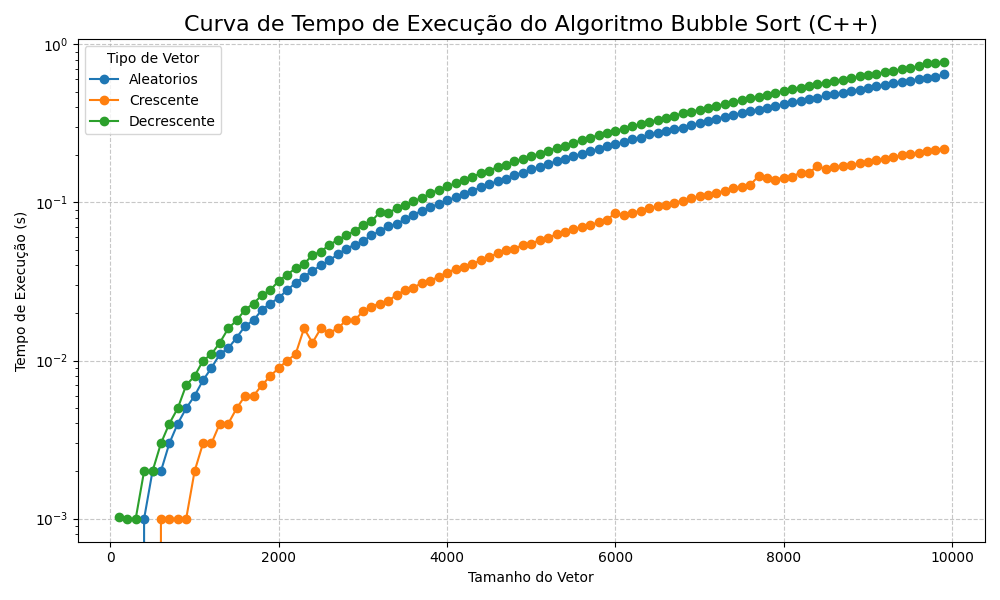 Curva de Tempo de Execução do Algoritmo Bubble Sort (C++)
Tipo de Vetor
Aleatorios
Crescente
Decrescente
Tempo de Execução (s)
10⁰
10⁻¹
10⁻²
10⁻³
0 2000 4000 6000 8000 10000
Tamanho do Vetor